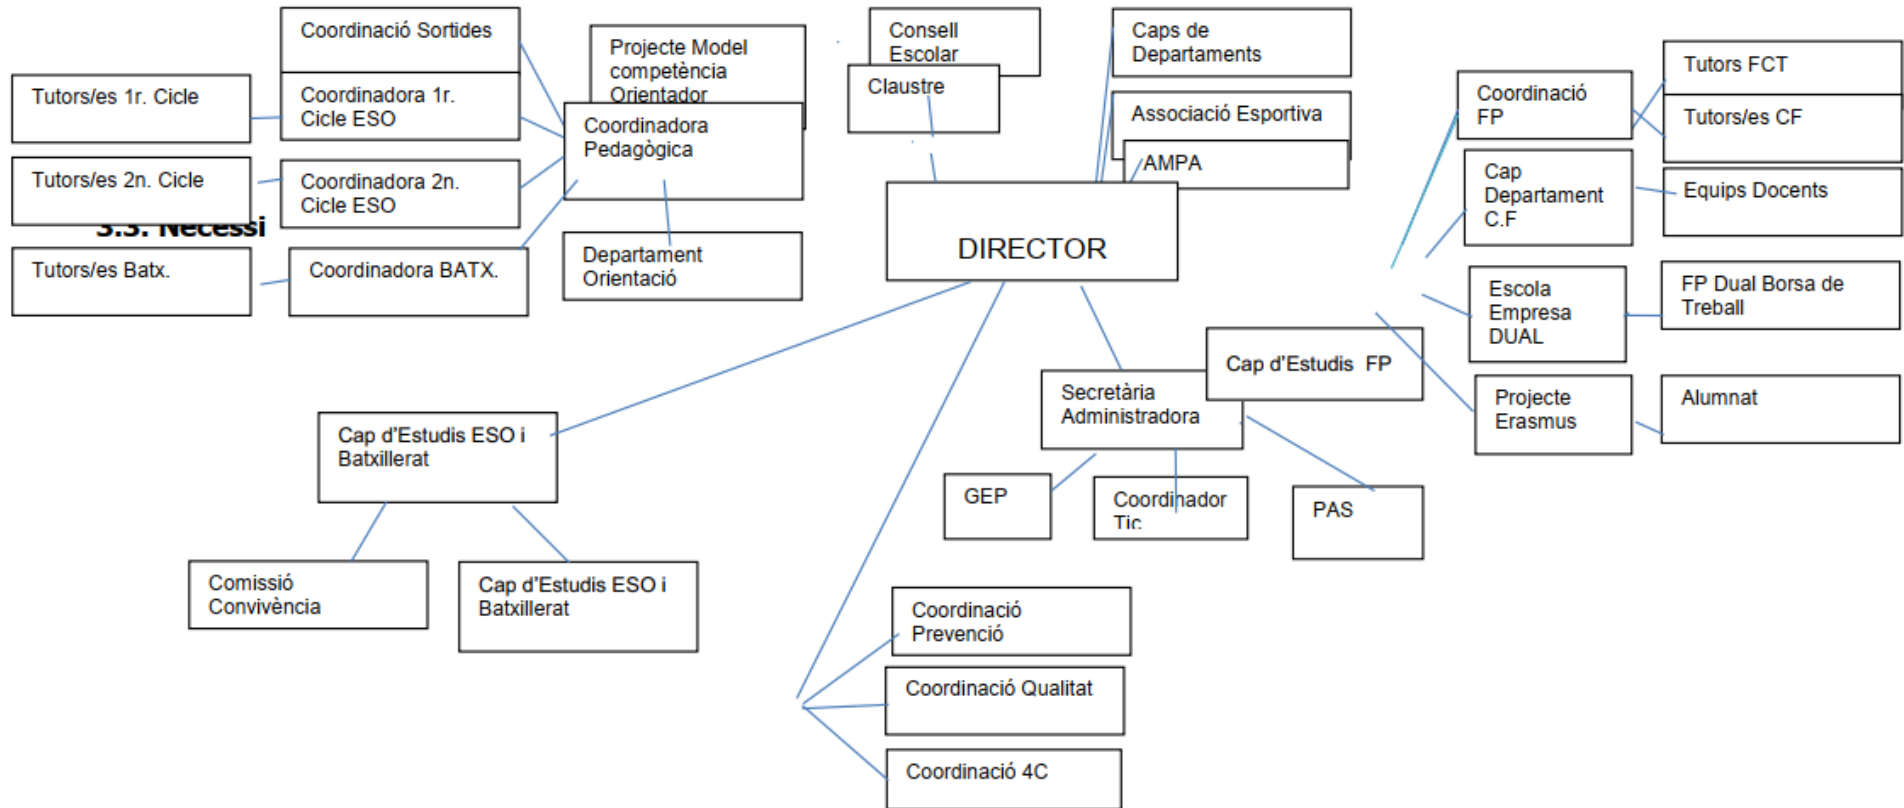 Coordinació Sortides
Projecte Model
competència
Orientador
Consell
Escolar
Claustre
Caps de
Departaments
Tutors FCT
Tutors/es 1r. Cicle
Coordinadora 1r.
Cicle ESO
Coordinadora
Pedagògica
Associació Esportiva
AMPA
Coordinació
FP
Tutors/es CF
Tutors/es 2n. Cicle
Coordinadora 2n.
Cicle ESO
Cap
Departament
C.F
Equips Docents
3.3. Necessi
DIRECTOR
Tutors/es Batx.
Coordinadora BATX.
Departament
Orientació
Escola
Empresa
DUAL
FP Dual Borsa de
Treball
Cap d'Estudis FP
Secretària
Administradora
Projecte
Erasmus
Alumnat
Cap d'Estudis ESO i
Batxillerat
GEP
Coordinador
Tic
PAS
Comissió
Convivència
Cap d'Estudis ESO i
Batxillerat
Coordinació
Prevenció
Coordinació Qualitat
Coordinació 4C